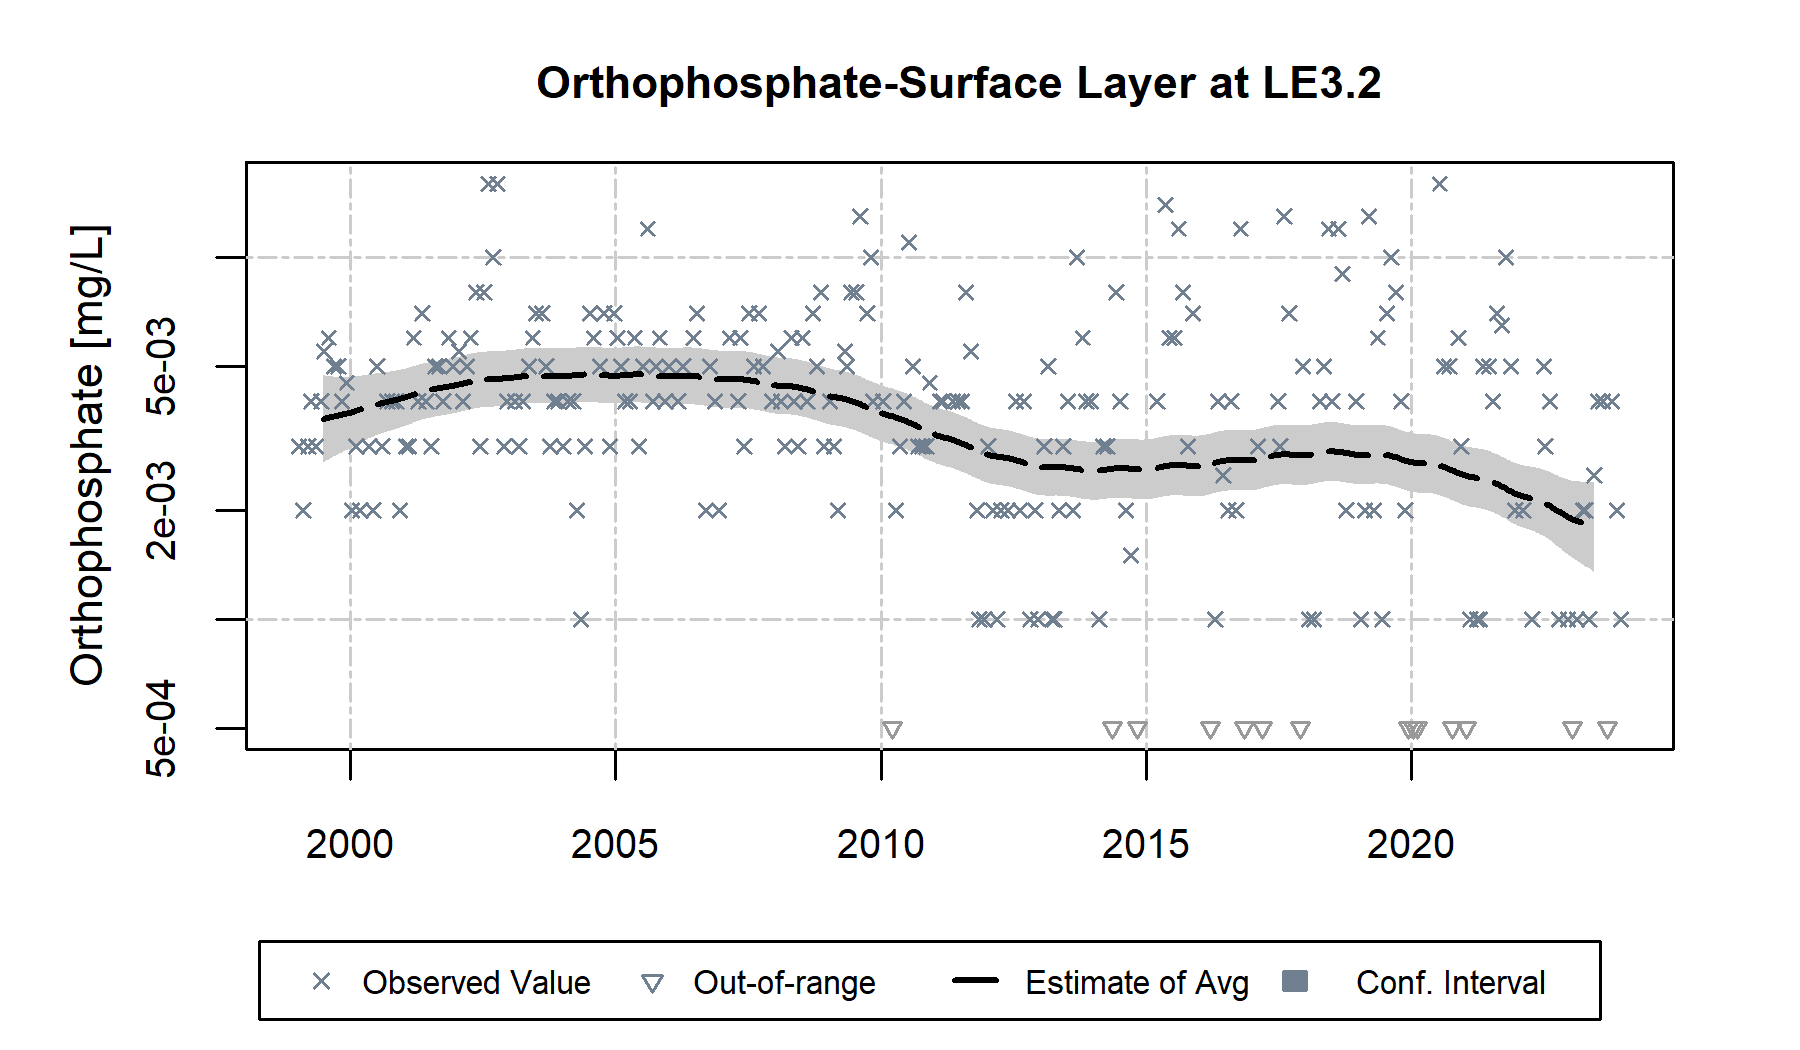 Orthophosphate-Surface Layer at LE3.2
Orthophosphate [mg/L]
5e-03
2e-03
5e-04
2000 2005 2010 2015 2020
Observed Value Out-of-range Estimate of Avg Conf. Interval